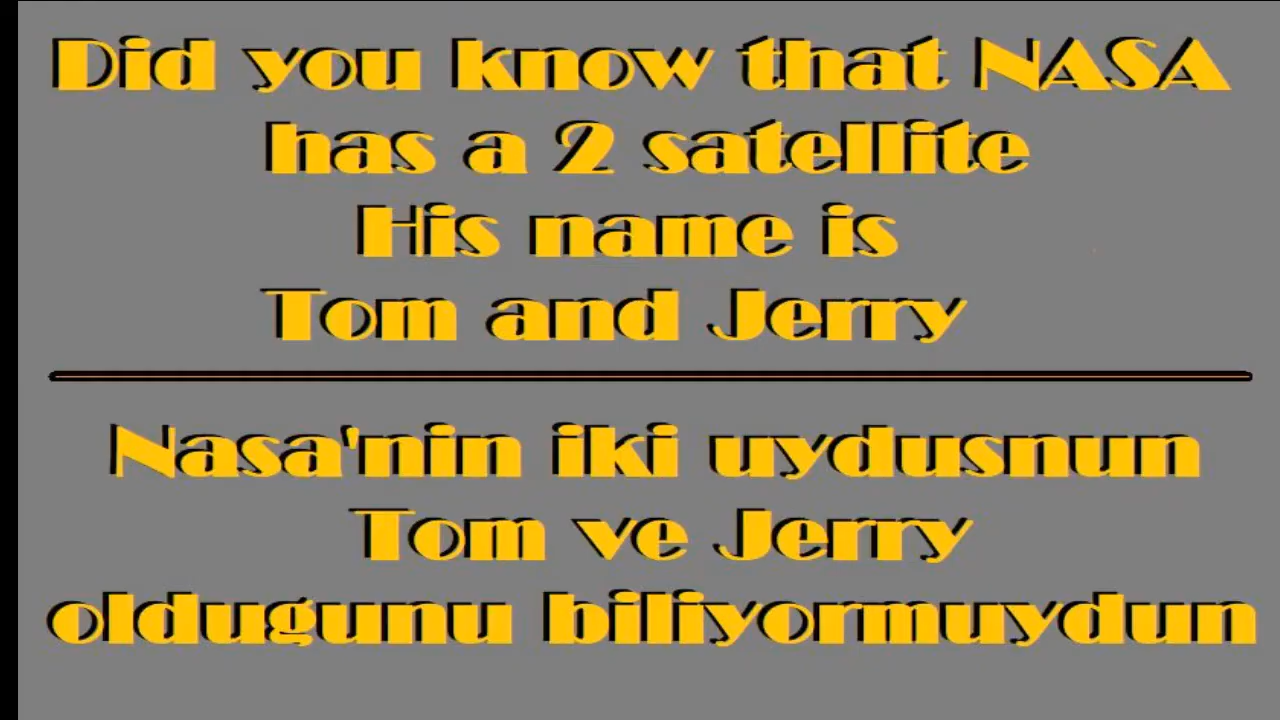 Did you know that NASA
has a 2 satellite
His name is
Tom and Jerry
Nasa'nin iki uydusnun
Tom ve Jerry
oldugunu biliyormuydun